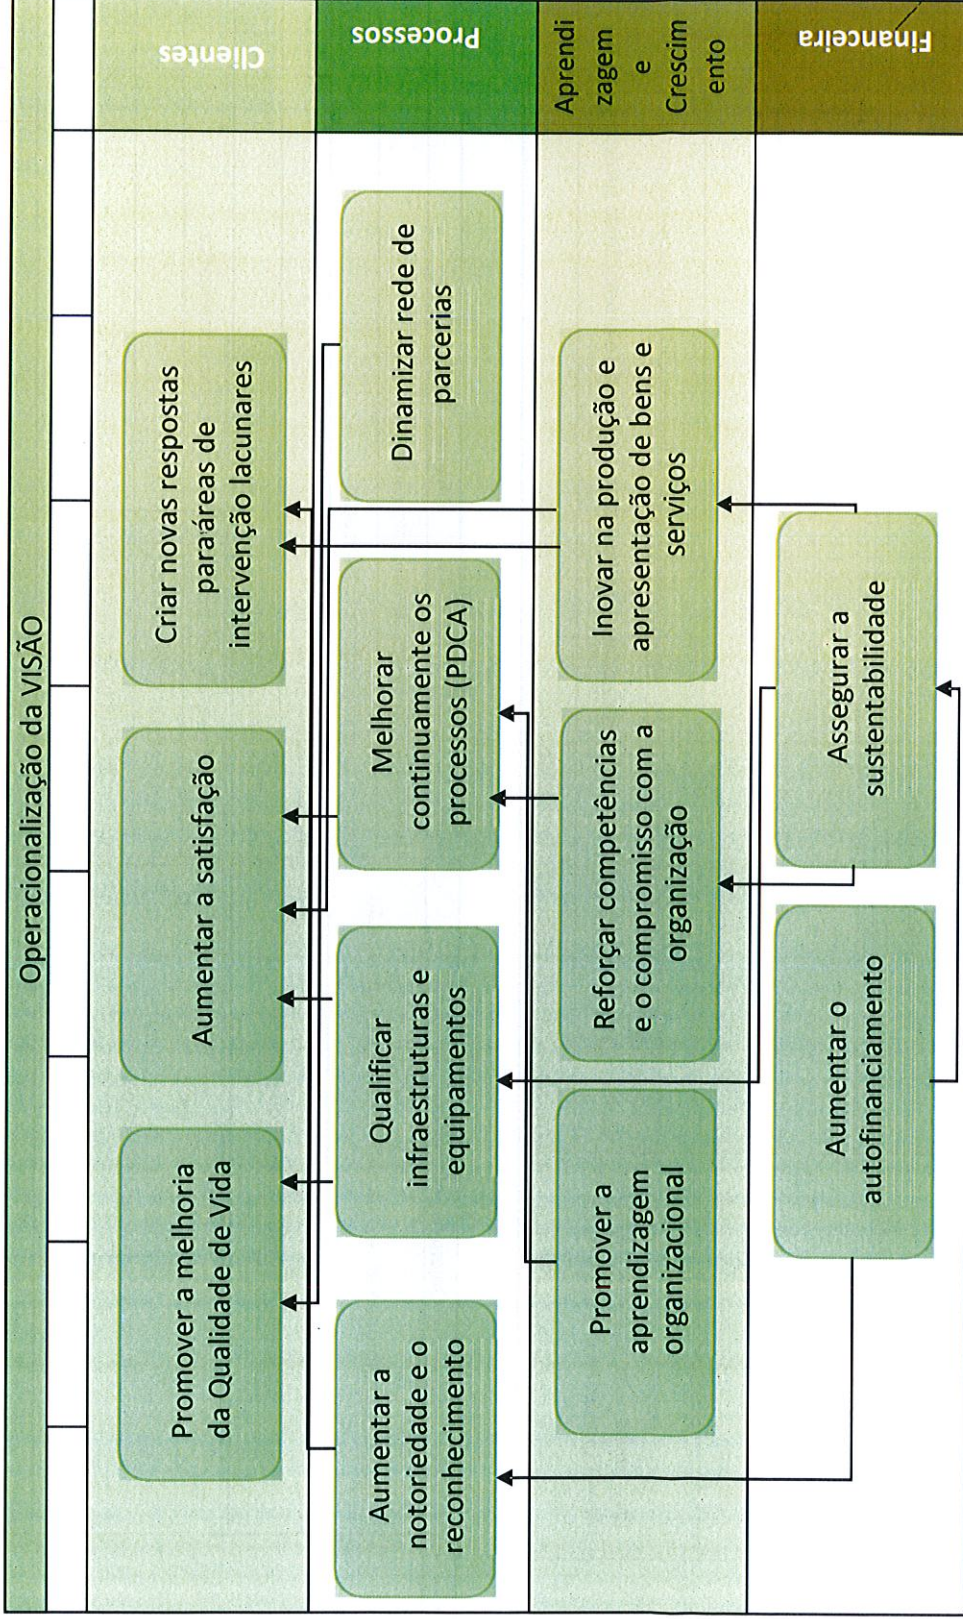 Operacionalização da VISÃO
Promover a melhoria
da Qualidade de Vida
Aumentar a satisfação
Criar novas respostas
para áreas de
intervenção lacunares
Clientes
Aumentar a
notoriedade e o
reconhecimento
Qualificar
infraestruturas e
equipamentos
Melhorar
continuamente os
processos (PDCA)
Dinamizar rede de
parcerias
Processos
Promover a
aprendizagem
organizacional
Reforçar competências
e o compromisso com a
organização
Inovar na produção e
apresentação de bens e
serviços
Aprendi
zagem
e
Crescim
ento
Aumentar o
autofinanciamento
Assegurar a
sustentabilidade
Financeira